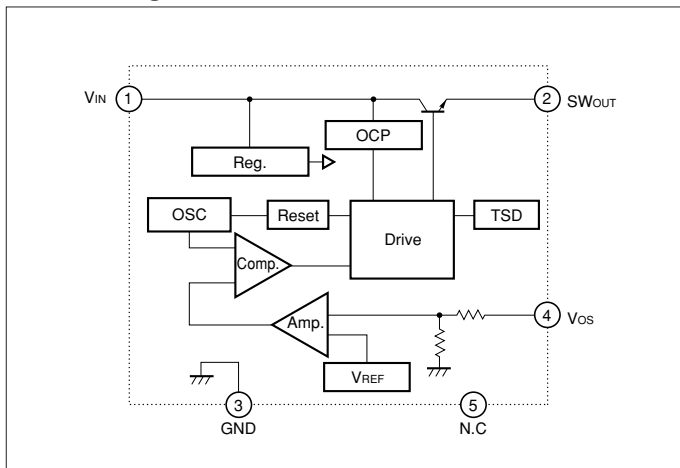 VIN 1
2 SWOUT
OCP
Reg.
OSC
Reset
Drive
TSD
Comp.
Amp.
4 VOS
VREF
3
GND
5
N.C